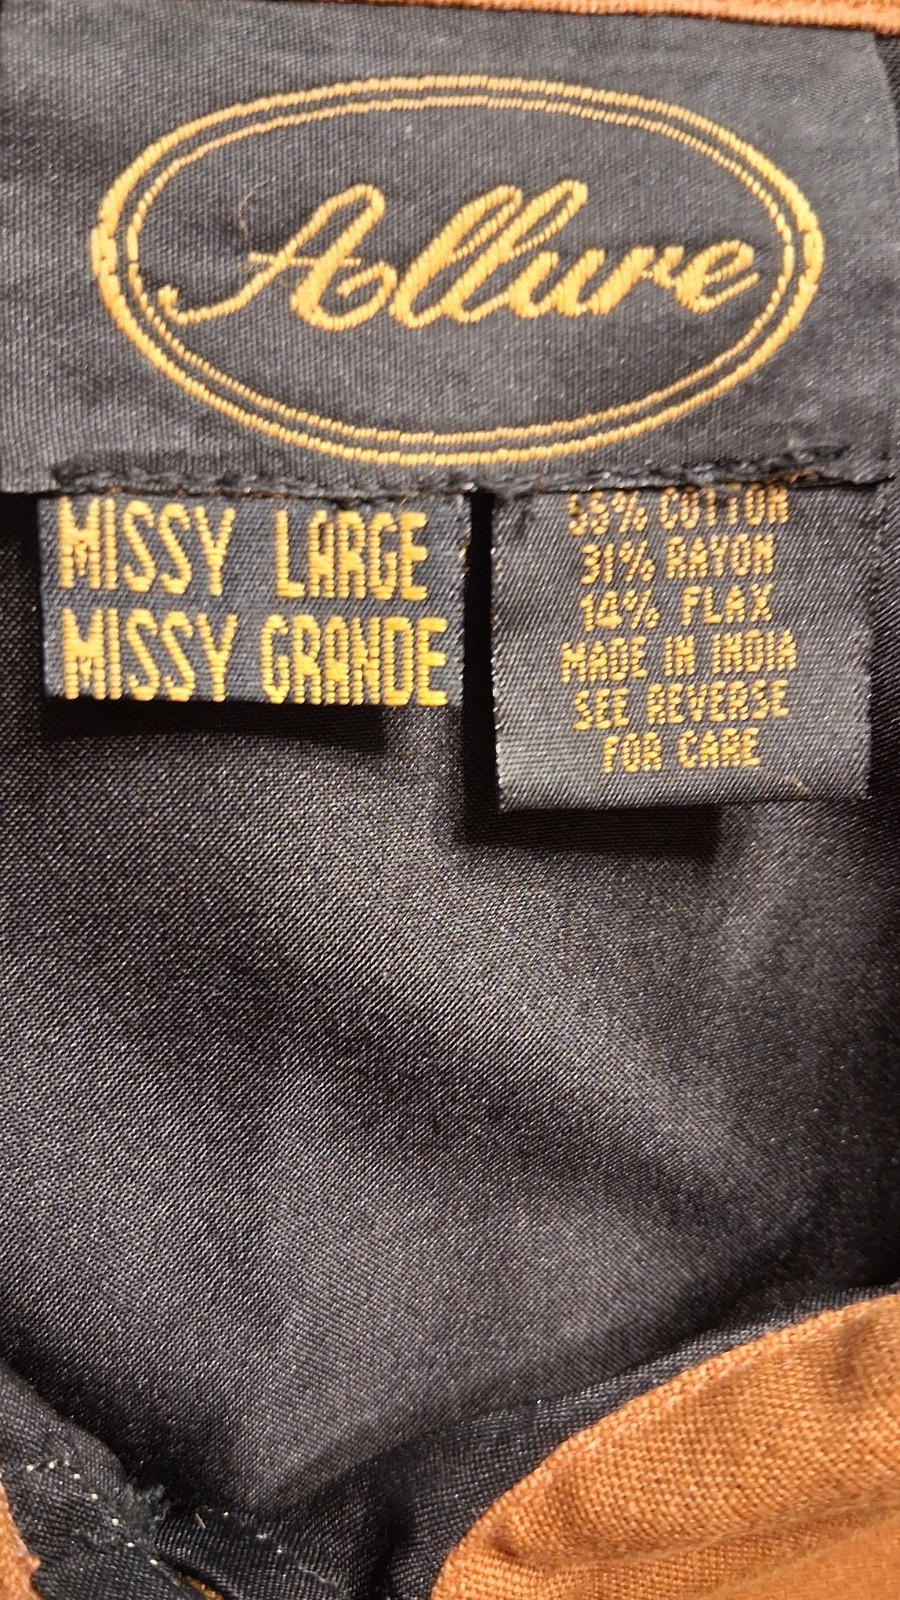 Allure
MISSY LARGE
MISSY GRANDE
55% COTTON
31% RAYON
14% FLAX
MADE IN INDIA
SEE REVERSE
FOR CARE